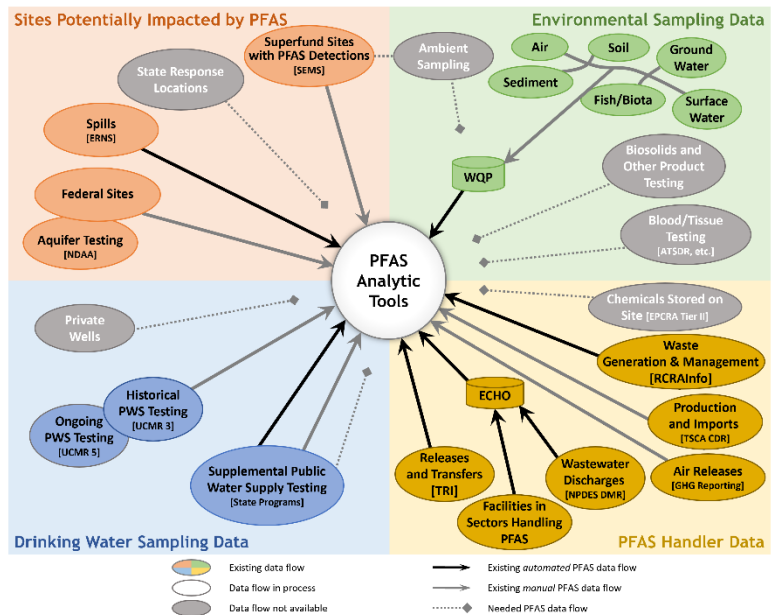 Sites Potentially Impacted by PFAS
Environmental Sampling Data
Superfund Sites
with PFAS Detections
[SEMS]
State Response
Locations
Spills
[ERNS]
Federal Sites
Aquifer Testing
[NDAA]
Ambient
Sampling
Air
Soil
Ground
Water
Sediment
Fish/Biota
Surface
Water
WQP
Biosolids and
Other Product
Testing
Blood/Tissue
Testing
[ATSDR, etc.]
PFAS
Analytic
Tools
Chemicals Stored on
Site [EPCRA Tier II]
Private
Wells
Historical
PWS Testing
[UCMR 3]
Ongoing
PWS Testing
[UCMR 5]
Supplemental Public
Water Supply Testing
[State Programs]
Waste
Generation & Management
[RCRAInfo]
ECHO
Production
and Imports
[TSCA CDR]
Releases
and Transfers
[TRI]
Wastewater
Discharges
[NPDES DMR]
Air Releases
[GHG Reporting]
Facilities in
Sectors Handling
PFAS
Drinking Water Sampling Data
PFAS Handler Data
Existing data flow
Data flow in process
Data flow not available
Existing automated PFAS data flow
Existing manual PFAS data flow
Needed PFAS data flow